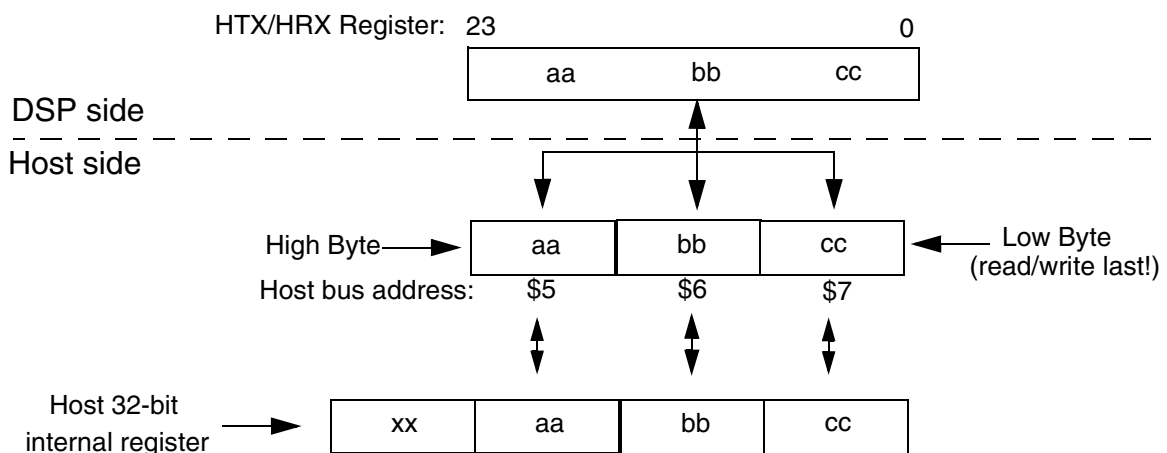 HTX/HRX Register: 23 0
aa bb cc
DSP side
Host side
High Byte aa bb cc Low Byte
(read/write last!)
Host bus address: $5 $6 $7
Host 32-bit
internal register
xx aa bb cc